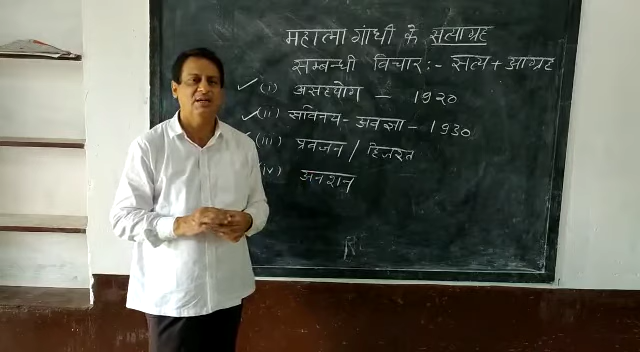 महात्मा गांधी के सत्याग्रह
सम्बन्धी विचार:- सत्य + आग्रह
(i) असहयोग - 1920
(ii) सविनय-अवज्ञा - 1930
(iii) प्रवजन / हिजरत
(iv) अनशन
R